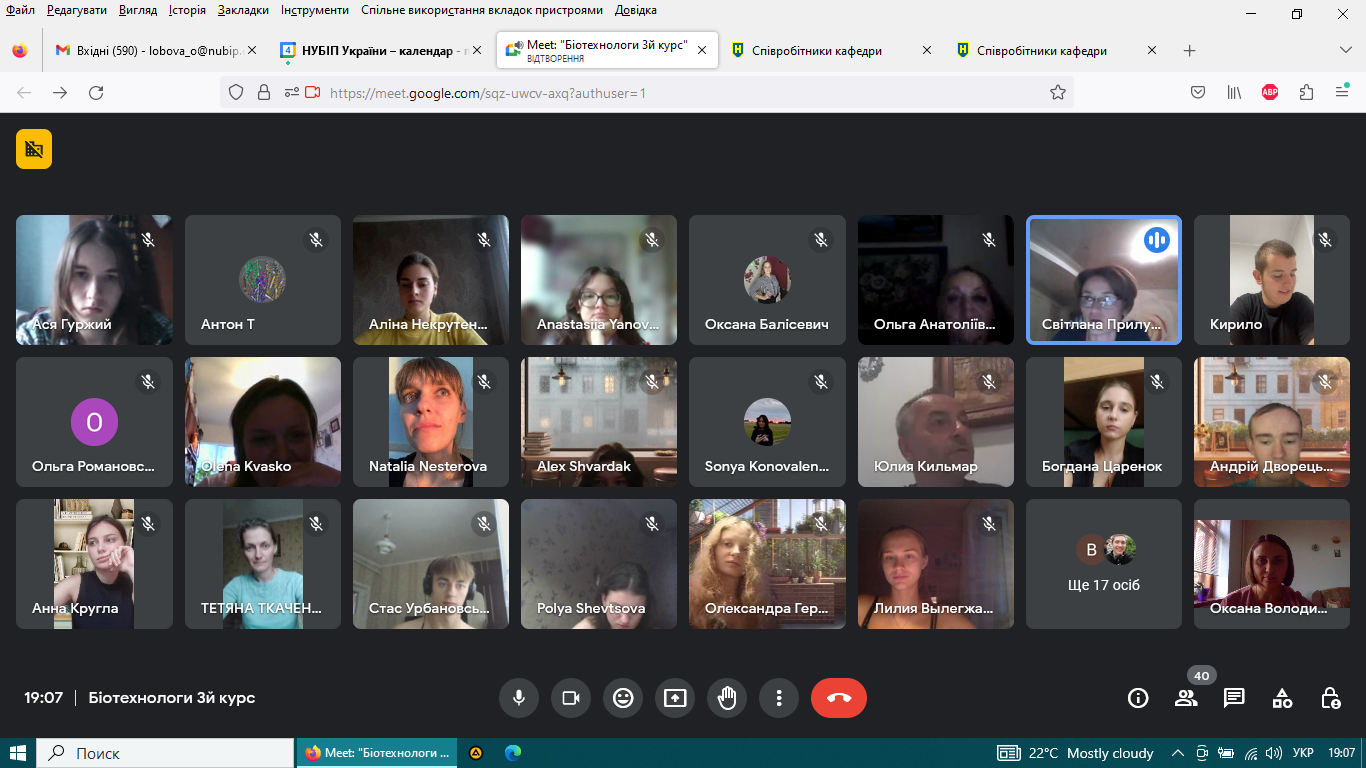 Файл Редагувати Вигляд Історія Закладки Інструменти Спільне використання вкладок пристроями Довідка
Вхідні (590) - lobova_o@nubip.
НУБІП України – календар -
Meet: "Біотехнологи 3й курс"
ВІДТВОРЕННЯ
Співробітники кафедри
Співробітники кафедри
https://meet.google.com/sqz-uwcv-axq?authuser=1
ABP
Ася Гуржий
Антон Т
Аліна Некрутен...
Anastasiia Yanov...
Оксана Балісевич
Ольга Анатоліїв...
Світлана Прилу...
Кирило
О
Ольга Романовс...
Olena Kvasko
Natalia Nesterova
Alex Shvardak
Sonya Konovalen...
Юлия Кильмар
Богдана Царенок
Андрій Дворець...
Анна Кругла
ТЕТЯНА ТКАЧЕН...
Стас Урбановсь...
Polya Shevtsova
Олександра Гер...
Лилия Вылегжа...
В
Ще 17 осіб
Оксана Володи...
19:07 | Біотехнологи 3й курс
40
Поиск
Meet: "Біотехнологи ...
22°C Mostly cloudy
УКР
19:07